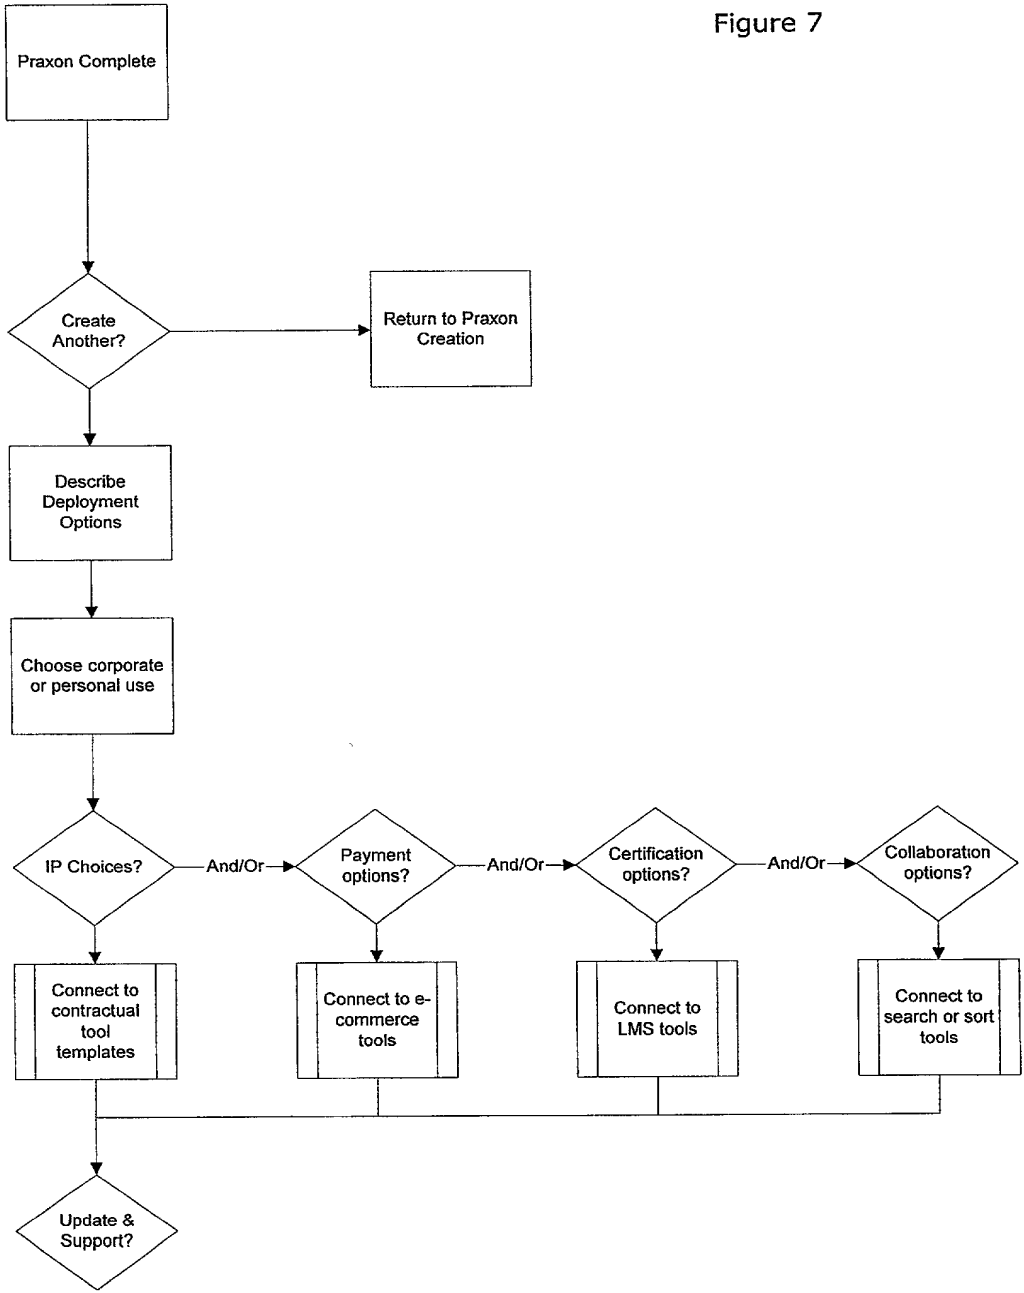 Figure 7
Praxon Complete
Create
Another?
Return to Praxon
Creation
Describe
Deployment
Options
Choose corporate
or personal use
IP Choices?
And/Or
Payment
options?
And/Or
Certification
options?
And/Or
Collaboration
options?
Connect to
contractual
tool
templates
Connect to e-
commerce
tools
Connect to
LMS tools
Connect to
search or sort
tools
Update &
Support?